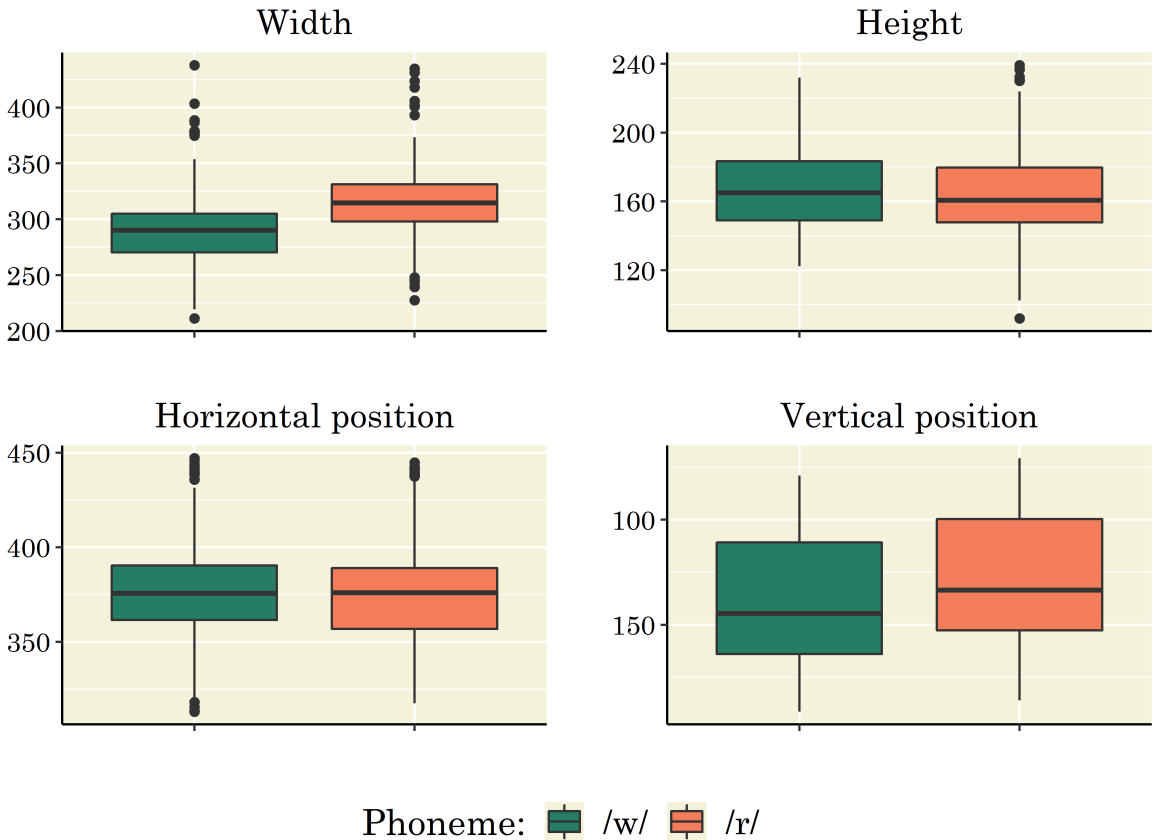 Width
400
350
300
250
200
Height
240
200
160
120
Horizontal position
450
400
350
Vertical position
100
150
Phoneme: /w/ /r/